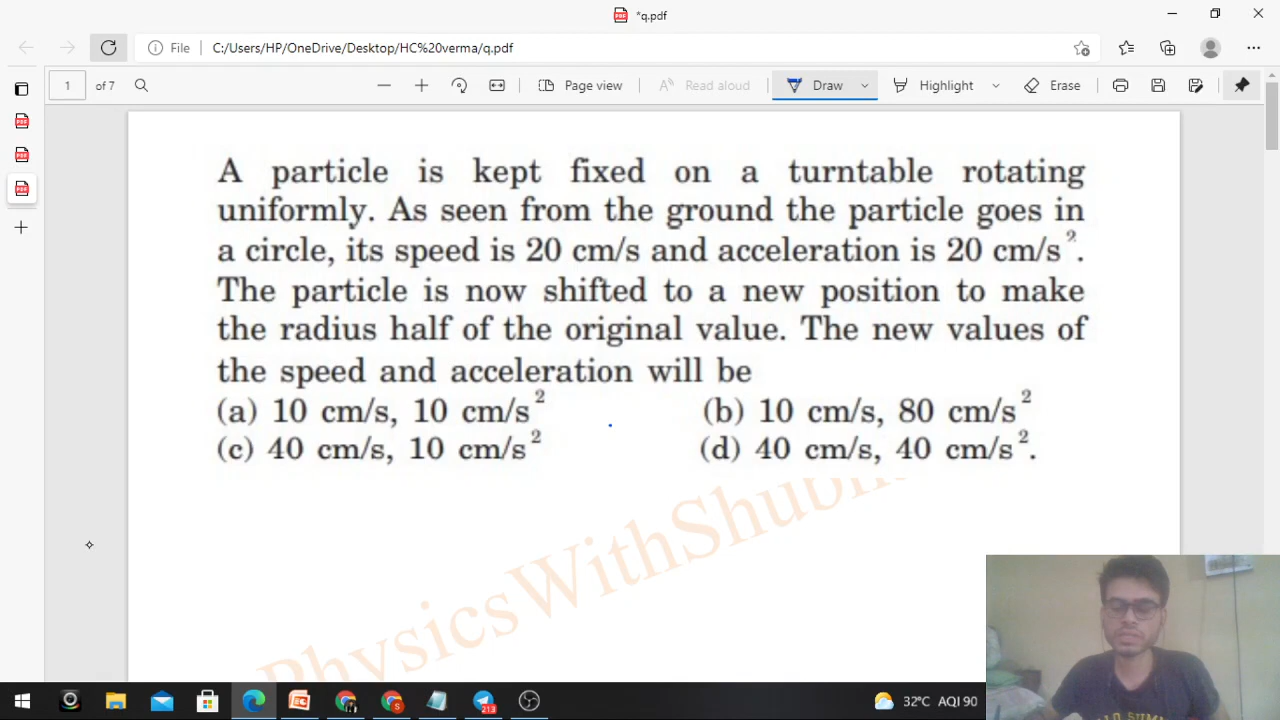 *q.pdf
File C:/Users/HP/OneDrive/Desktop/HC%20verma/q.pdf
1 of 7 Page view Read aloud Draw Highlight Erase
A particle is kept fixed on a turntable rotating
uniformly. As seen from the ground the particle goes in
a circle, its speed is 20 cm/s and acceleration is 20 cm/s².
The particle is now shifted to a new position to make
the radius half of the original value. The new values of
the speed and acceleration will be
(a) 10 cm/s, 10 cm/s² (b) 10 cm/s, 80 cm/s²
(c) 40 cm/s, 10 cm/s² (d) 40 cm/s, 40 cm/s².
32°C AQI 90
213